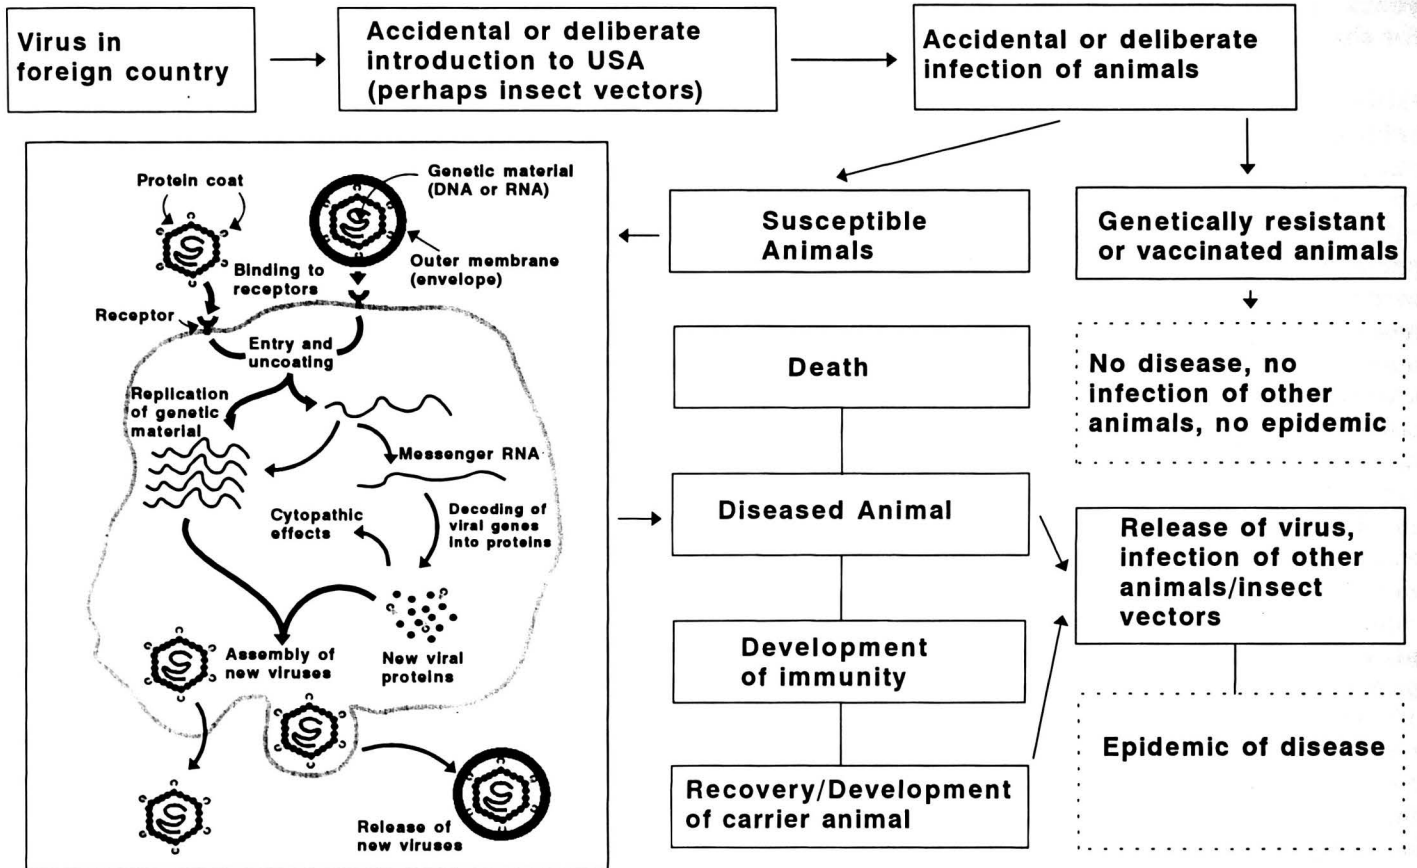 Virus in
foreign country
Accidental or deliberate
introduction to USA
(perhaps insect vectors)
Accidental or deliberate
infection of animals
Protein coat
Genetic material
(DNA or RNA)
Outer membrane
(envelope)
Binding to
receptors
Receptor
Entry and
uncoating
Replication
of genetic
material
Messenger RNA
Cytopathic
effects
Decoding of
viral genes
into proteins
Assembly of
new viruses
New viral
proteins
Release of
new viruses
Susceptible
Animals
Genetically resistant
or vaccinated animals
Death
No disease, no
infection of other
animals, no epidemic
Diseased Animal
Release of virus,
infection of other
animals/insect
vectors
Development
of immunity
Epidemic of disease
Recovery/Development
of carrier animal